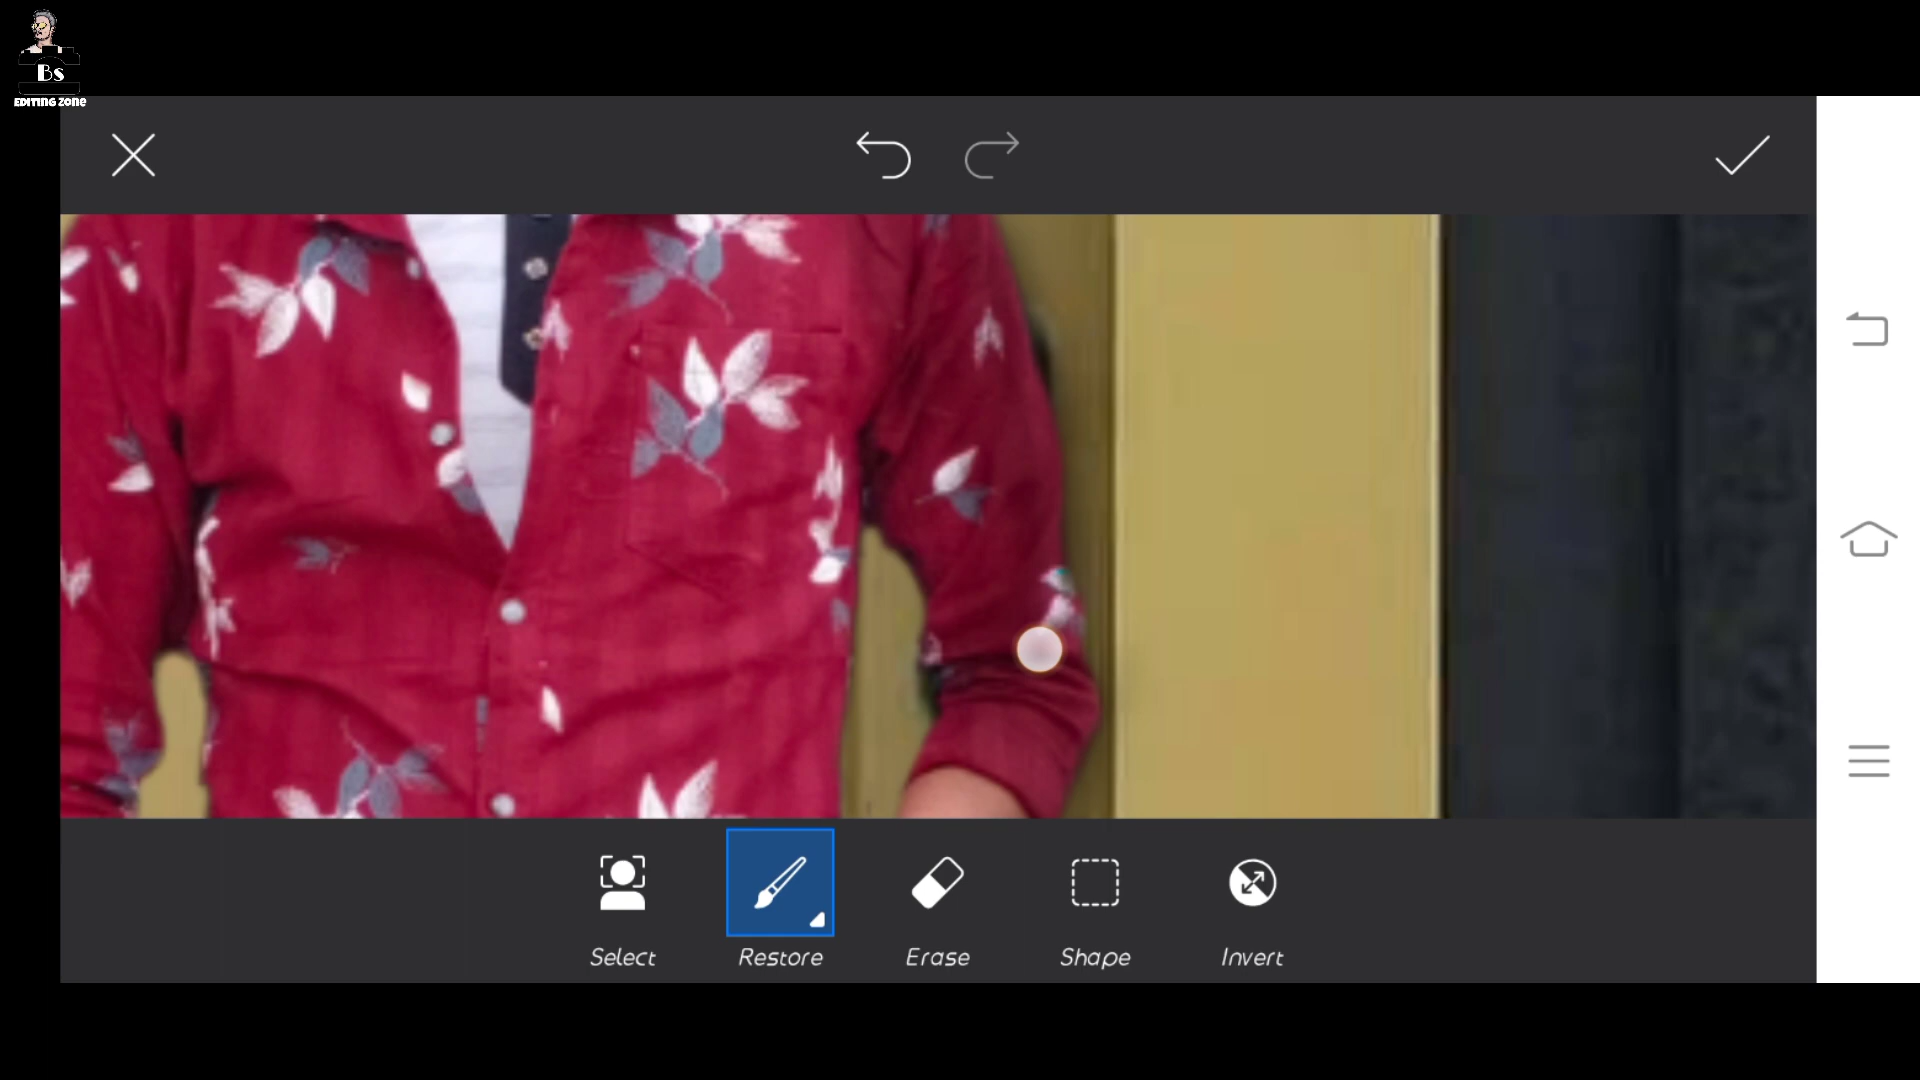 Bs
EDITING ZONE
Select
Restore
Erase
Shape
Invert